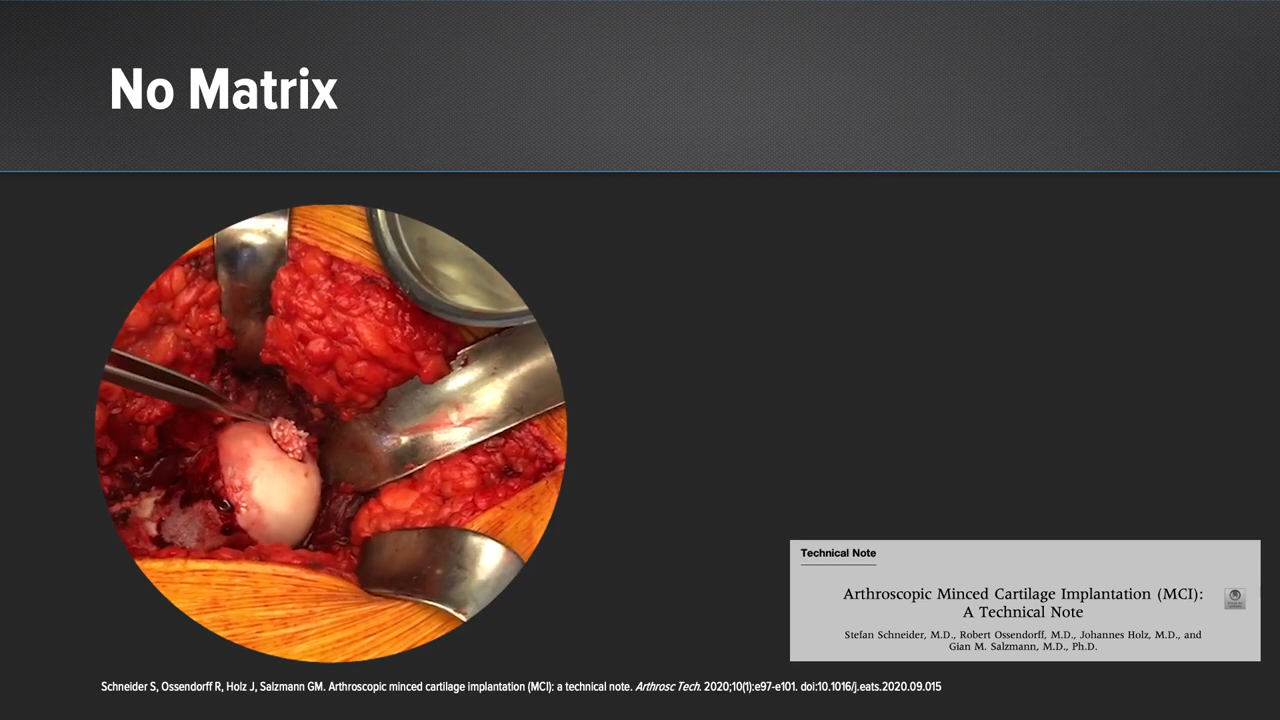 No Matrix
Technical Note
Arthroscopic Minced Cartilage Implantation (MCI):
A Technical Note
Stefan Schneider, M.D., Robert Ossendorff, M.D., Johannes Holz, M.D., and
Gian M. Salzmann, M.D., Ph.D.
Schneider S, Ossendorff R, Holz J, Salzmann GM. Arthroscopic minced cartilage implantation (MCI): a technical note. Arthrosc Tech. 2020;10(1):e97-e101. doi:10.1016/j.eats.2020.09.015